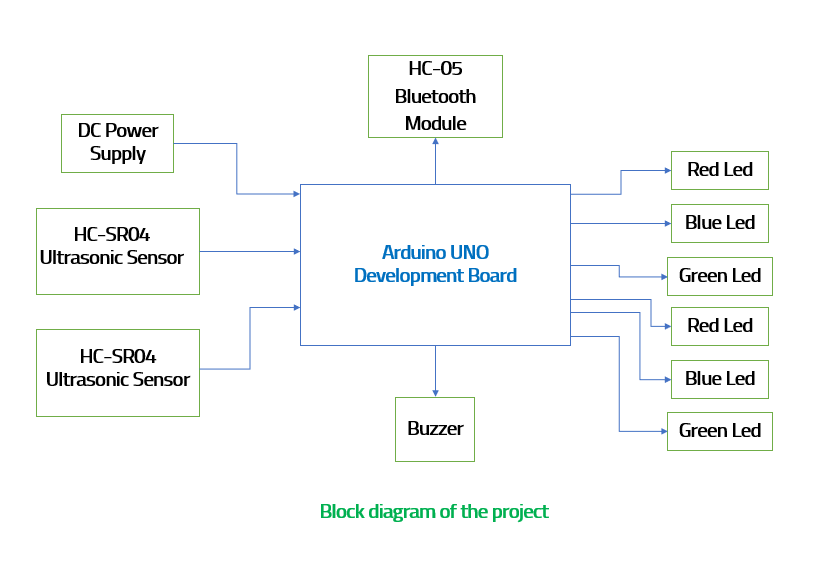 HC-05
Bluetooth
Module
DC Power
Supply
HC-SR04
Ultrasonic Sensor
HC-SR04
Ultrasonic Sensor
Arduino UNO
Development Board
Red Led
Blue Led
Green Led
Red Led
Blue Led
Green Led
Buzzer
Block diagram of the project